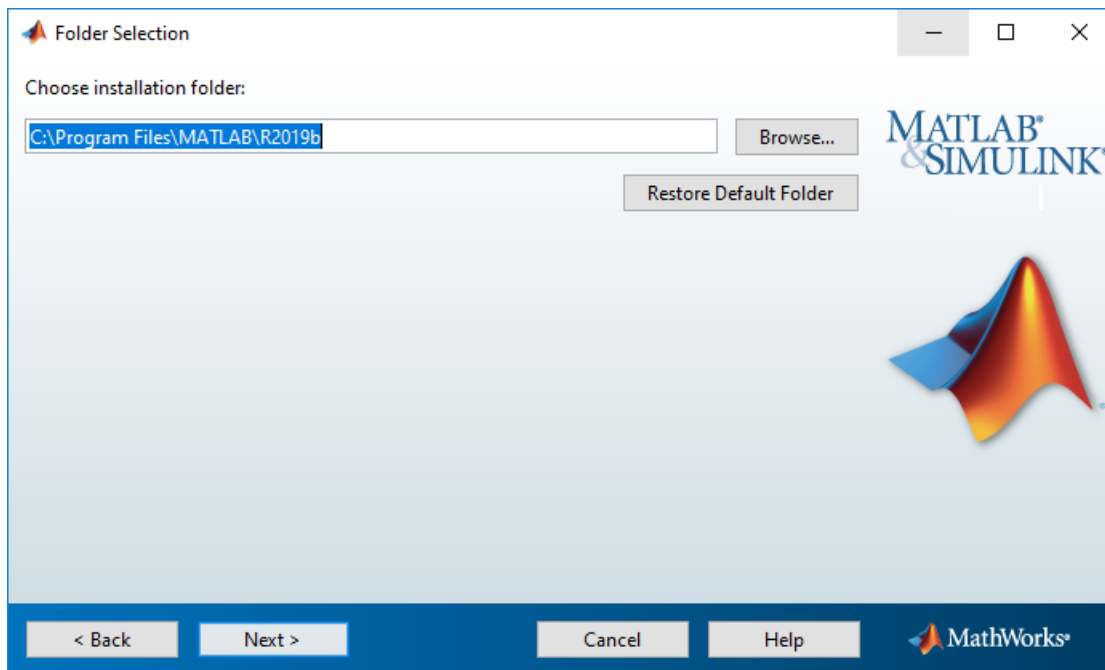 Folder Selection
Choose installation folder:
C:\Program Files\MATLAB\R2019b
Browse...
Restore Default Folder
MATLAB®
&SIMULINK®
®
< Back
Next >
Cancel
Help
MathWorks®